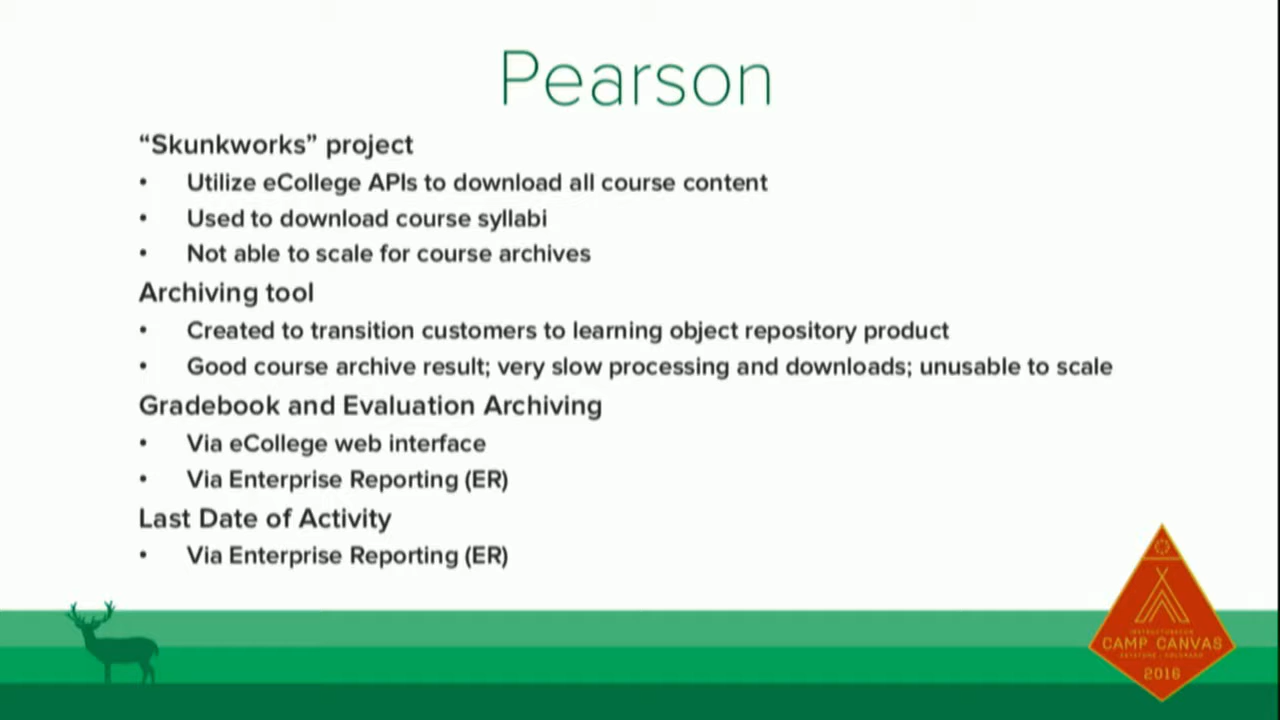 Pearson
“Skunkworks” project
• Utilize eCollege APIs to download all course content
• Used to download course syllabi
• Not able to scale for course archives
Archiving tool
• Created to transition customers to learning object repository product
• Good course archive result; very slow processing and downloads; unusable to scale
Gradebook and Evaluation Archiving
• Via eCollege web interface
• Via Enterprise Reporting (ER)
Last Date of Activity
• Via Enterprise Reporting (ER)
INSTRUCTURECON
CAMP CANVAS
KEYSTONE • COLORADO
2016